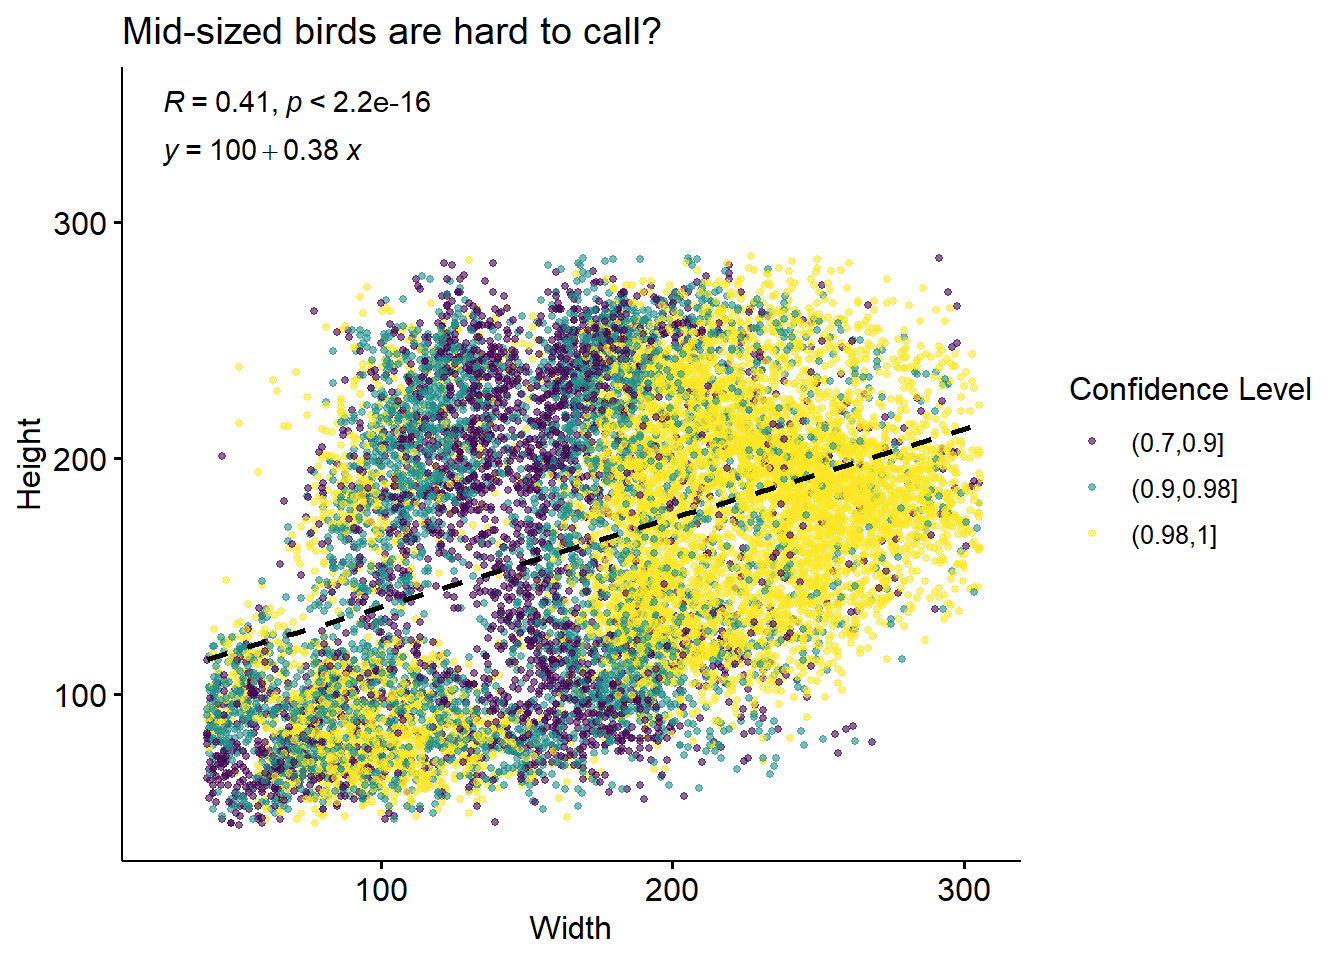 Mid-sized birds are hard to call?
R = 0.41, p < 2.2e-16
y = 100 + 0.38 x
300
200
100
Height
100 200 300
Width
Confidence Level
(0.7,0.9]
(0.9,0.98]
(0.98,1]